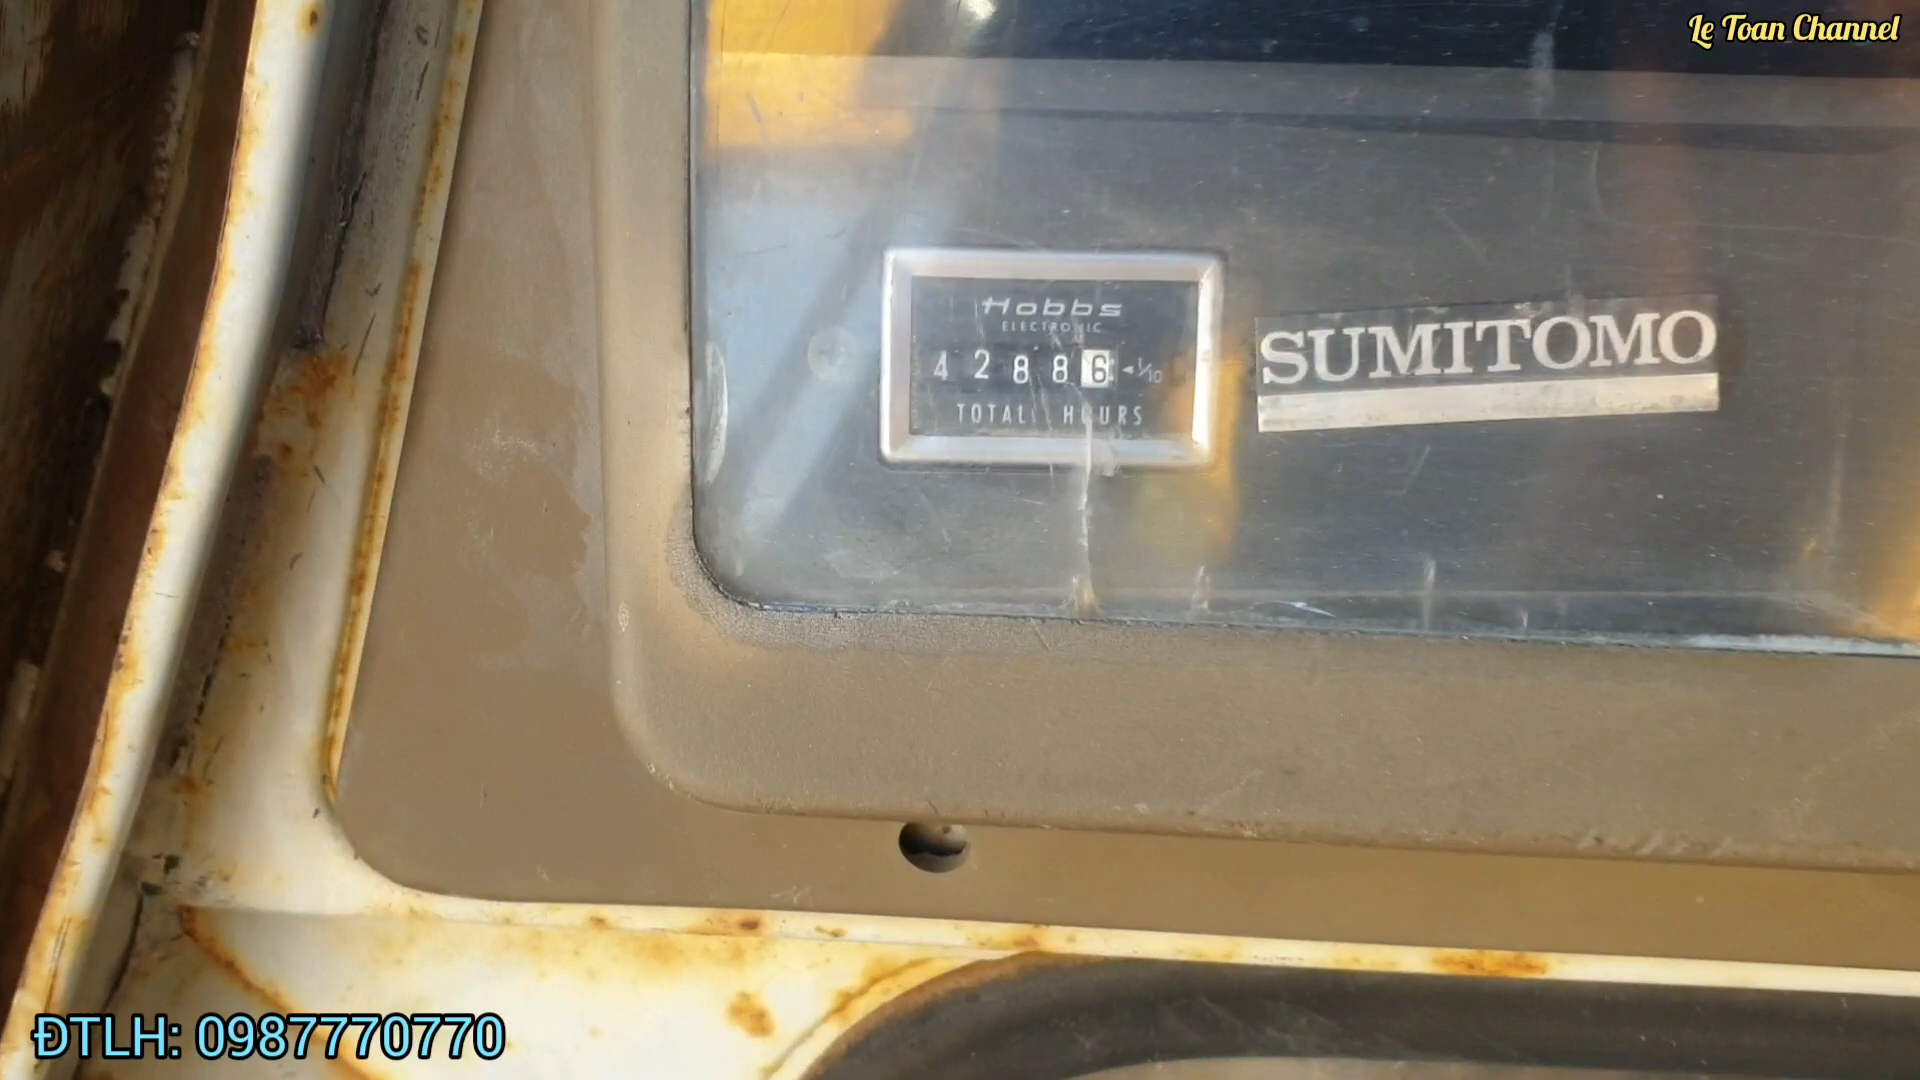 Le Toan Channel
Hobbs
ELECTRONIC
4 2 8 8 6 ◄ 1/10
TOTAL HOURS
SUMITOMO
ĐTLH: 0987770770